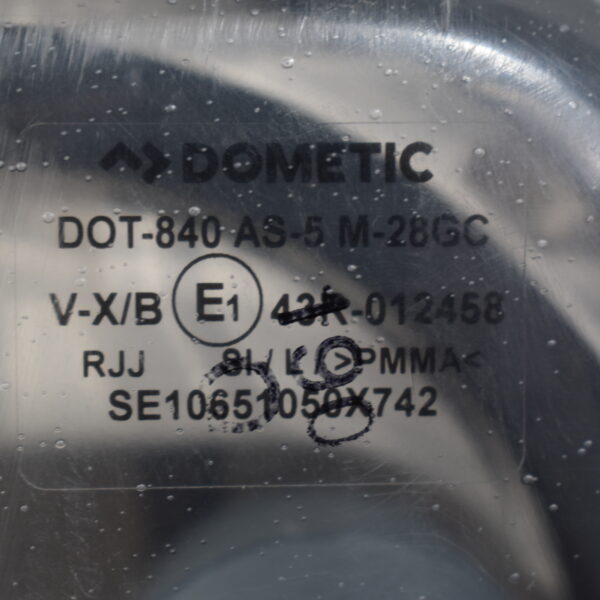 DOMETIC
DOT-840 AS-5 M-28GC
V-X/B E1 43R-012458
RJJ SI / L / >PMMA<
SE10651050X742